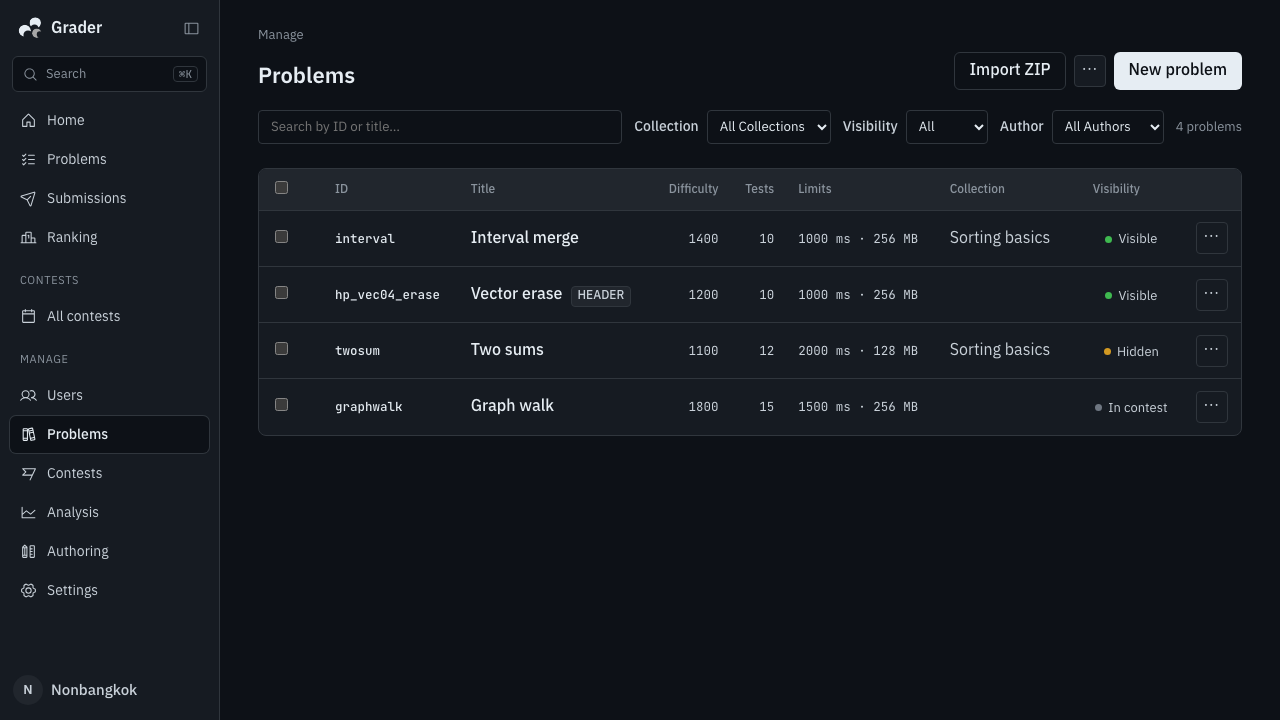 Grader
Search ⌘K
Home
Problems
Submissions
Ranking
CONTESTS
All contests
MANAGE
Users
Problems
Contests
Analysis
Authoring
Settings
N Nonbangkok
Manage
Problems
Import ZIP ··· New problem
Search by ID or title... Collection All Collections Visibility All Author All Authors 4 problems
ID Title Difficulty Tests Limits Collection Visibility
interval Interval merge 1400 10 1000 ms · 256 MB Sorting basics Visible ···
hp_vec04_erase Vector erase HEADER 1200 10 1000 ms · 256 MB Visible ···
twosum Two sums 1100 12 2000 ms · 128 MB Sorting basics Hidden ···
graphwalk Graph walk 1800 15 1500 ms · 256 MB In contest ···